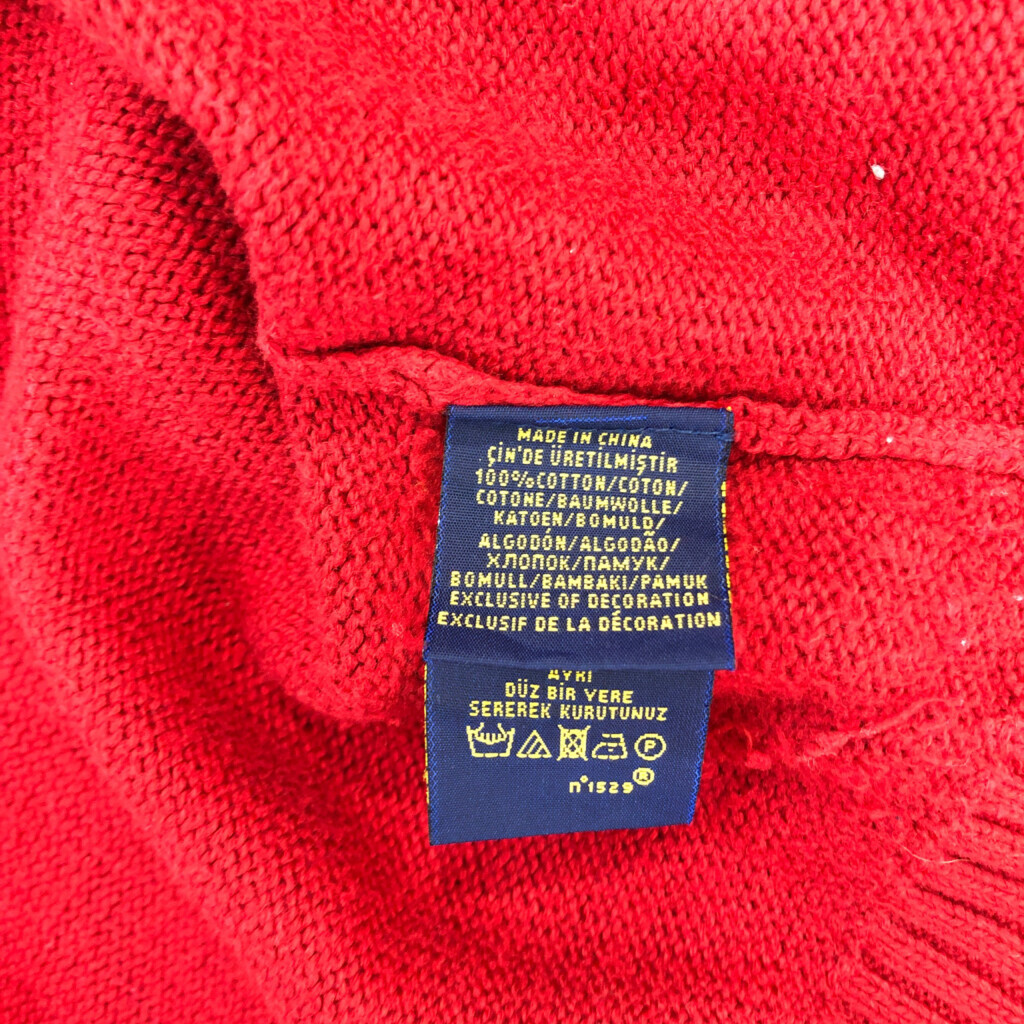 MADE IN CHINA
ÇİN'DE ÜRETİLMİŞTİR
100%COTTON/COTON/
COTONE/BAUMWOLLE/
KATOEN/BOMULD/
ALGODÓN/ALGODÃO/
ХЛОПОК/ПАМУК/
BOMULL/BAMBAKI/PAMUK
EXCLUSIVE OF DECORATION
EXCLUSIF DE LA DÉCORATION
AYRI
DÜZ BİR YERE
SEREREK KURUTUNUZ
P
n°1529®